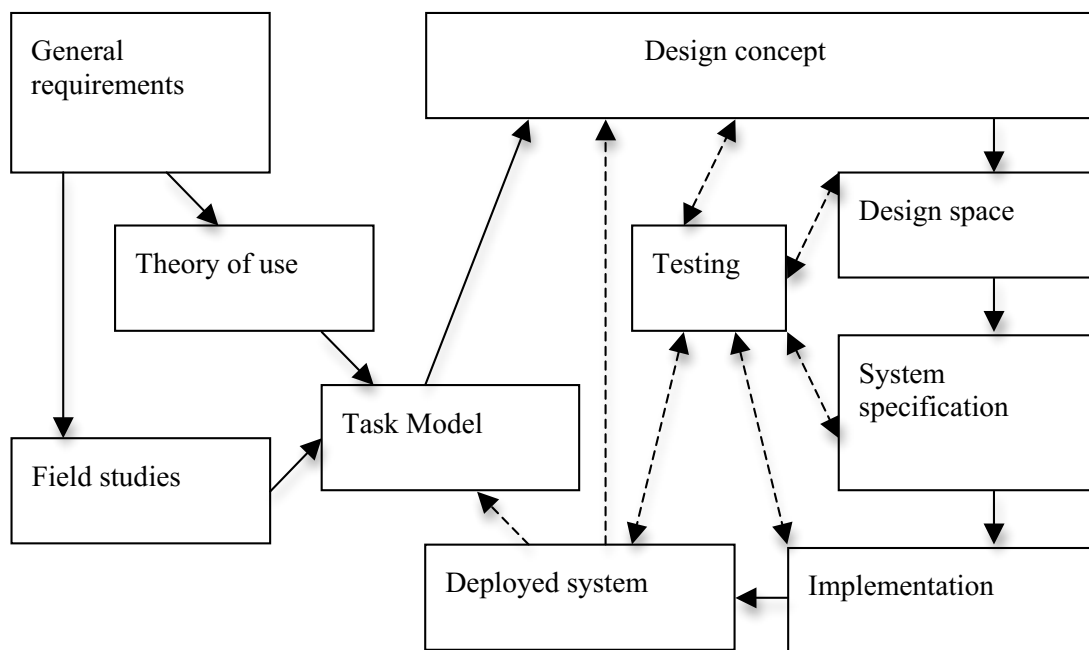 General
requirements
Design concept
Design space
Theory of use
Testing
System
specification
Task Model
Field studies
Deployed system
Implementation